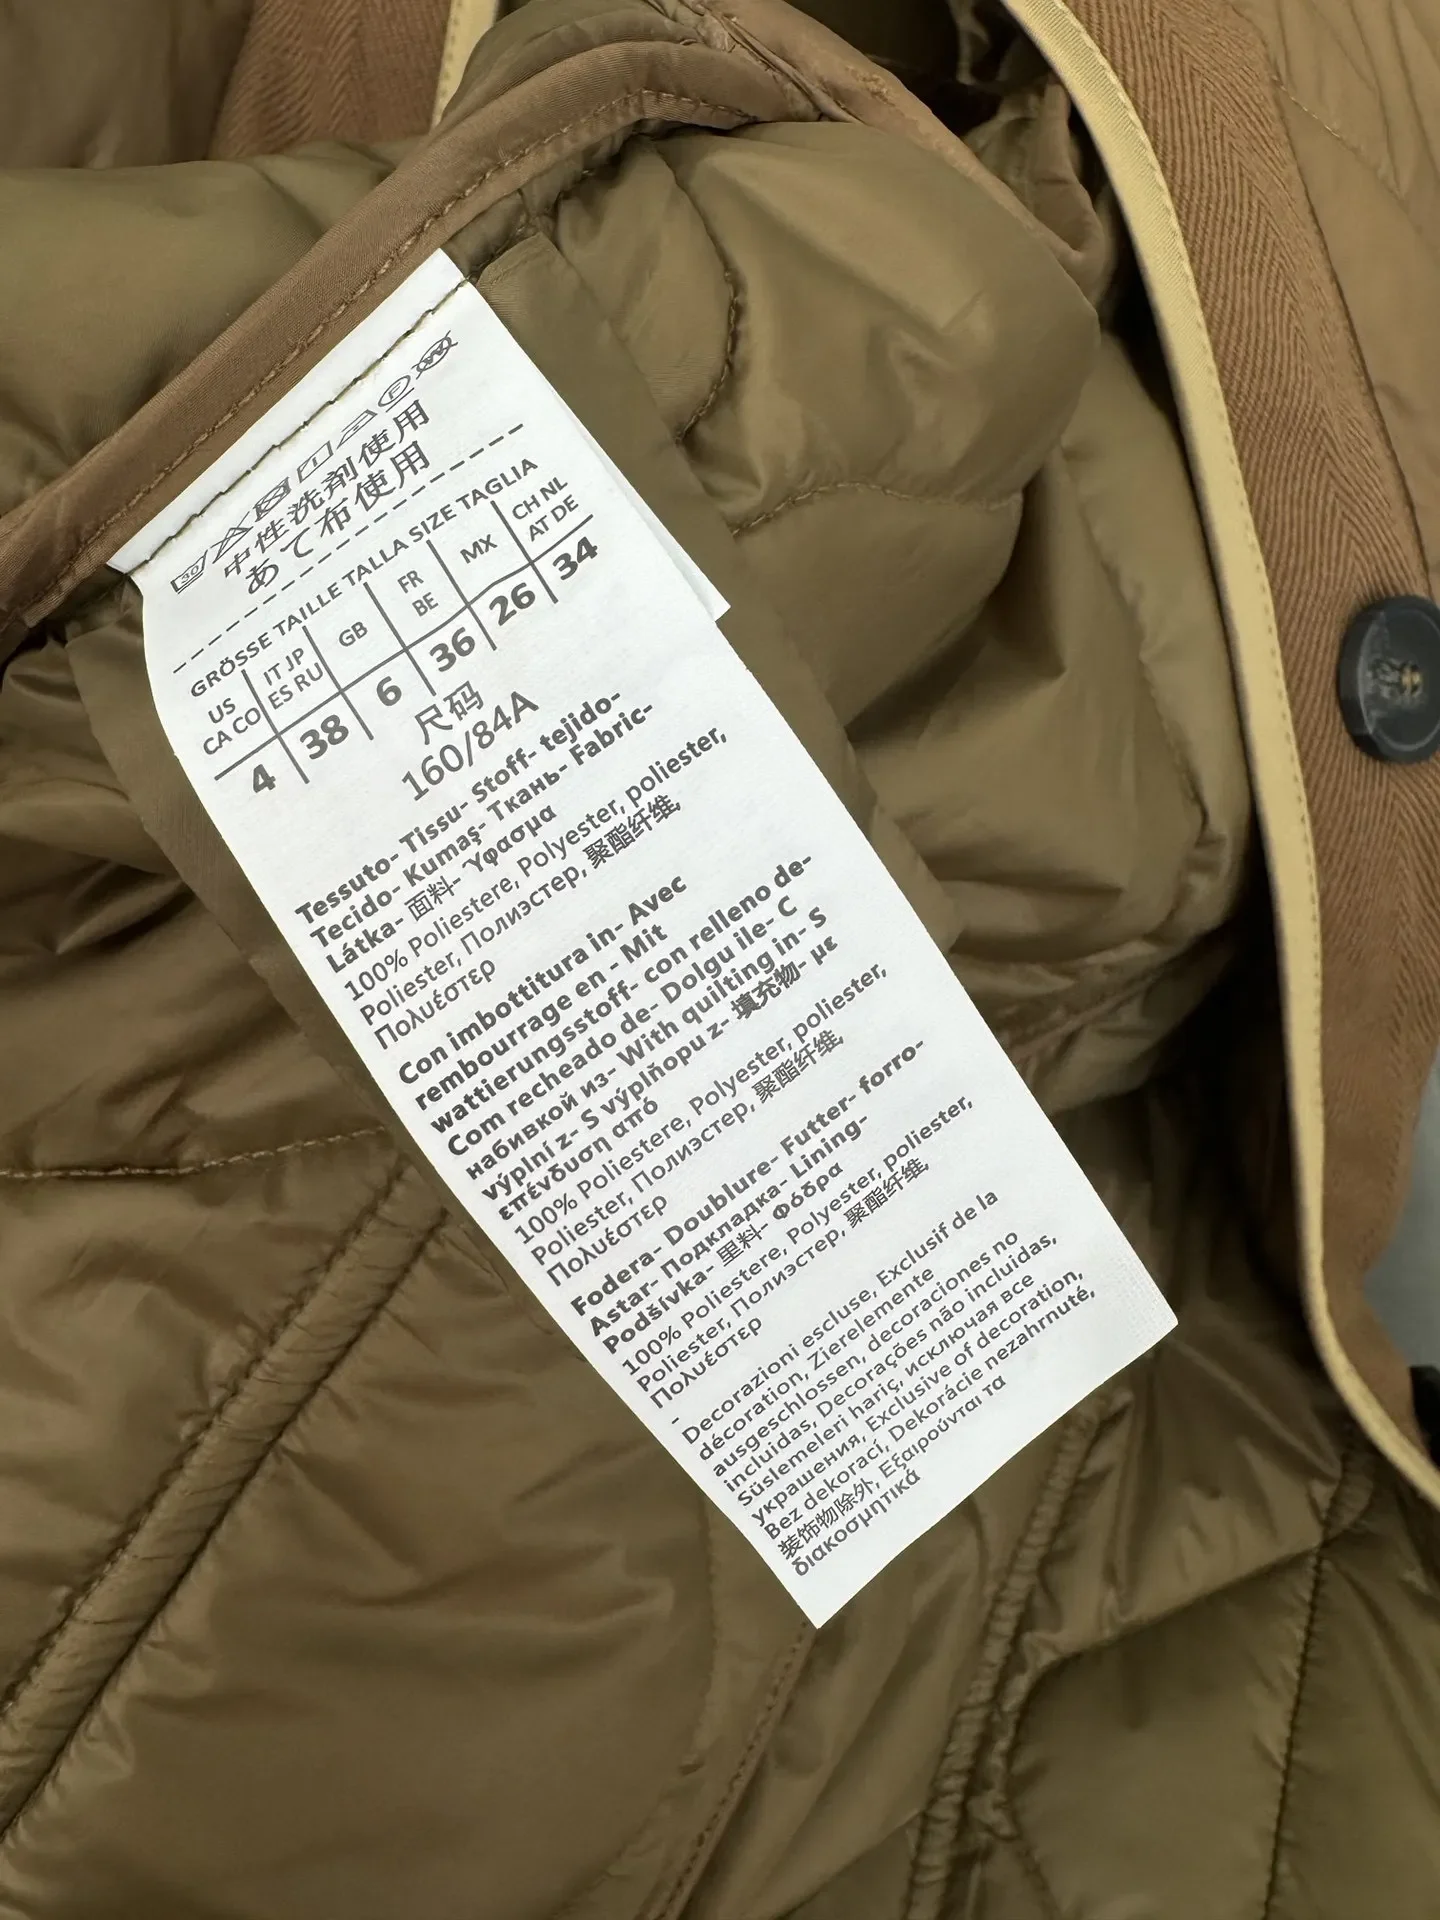 30
F
W
中性洗剤使用
あて布使用
GRÖSSE TAILLE TALLA SIZE TAGLIA
US CA CO
IT JP ES RU
GB
FR BE
MX
CH NL AT DE
4 38 6 36 26 34
尺码
160/84A
Tessuto- Tissu- Stoff- tejido-
Tecido- Kumaş- Ткань- Fabric-
Látka- 面料- Ύφασμα
100% Poliestere, Polyester, poliester,
Poliester, Полиэстер, 聚酯纤维,
Πολυέστερ
Con imbottitura in- Avec
rembourrage en - Mit
wattierungsstoff- con relleno de-
Com recheado de- Dolgu ile- С
набивкой из- With quilting in- S
výplní z- S výplňopu z- 填充物- με
επένδυση από
100% Poliestere, Polyester, poliester,
Poliester, Полиэстер, 聚酯纤维,
Πολυέστερ
Fodera- Doublure- Futter- forro-
Astar- Подкладка- Lining-
Podšívka- 里料- Φόδρα
100% Poliestere, Polyester, poliester,
Poliester, Полиэстер, 聚酯纤维,
Πολυέστερ
-
Decorazioni escluse, Exclusif de la
décoration, Zierelemente
ausgeschlossen, decoraciones no
incluidas, Decorações não incluidas,
Süslemeleri hariç, исключая все
украшения, Exclusive of decoration,
Bez dekorací, Dekorácie nezahrnuté,
装饰物除外, Εξαιρούνται τα
διακοσμητικά